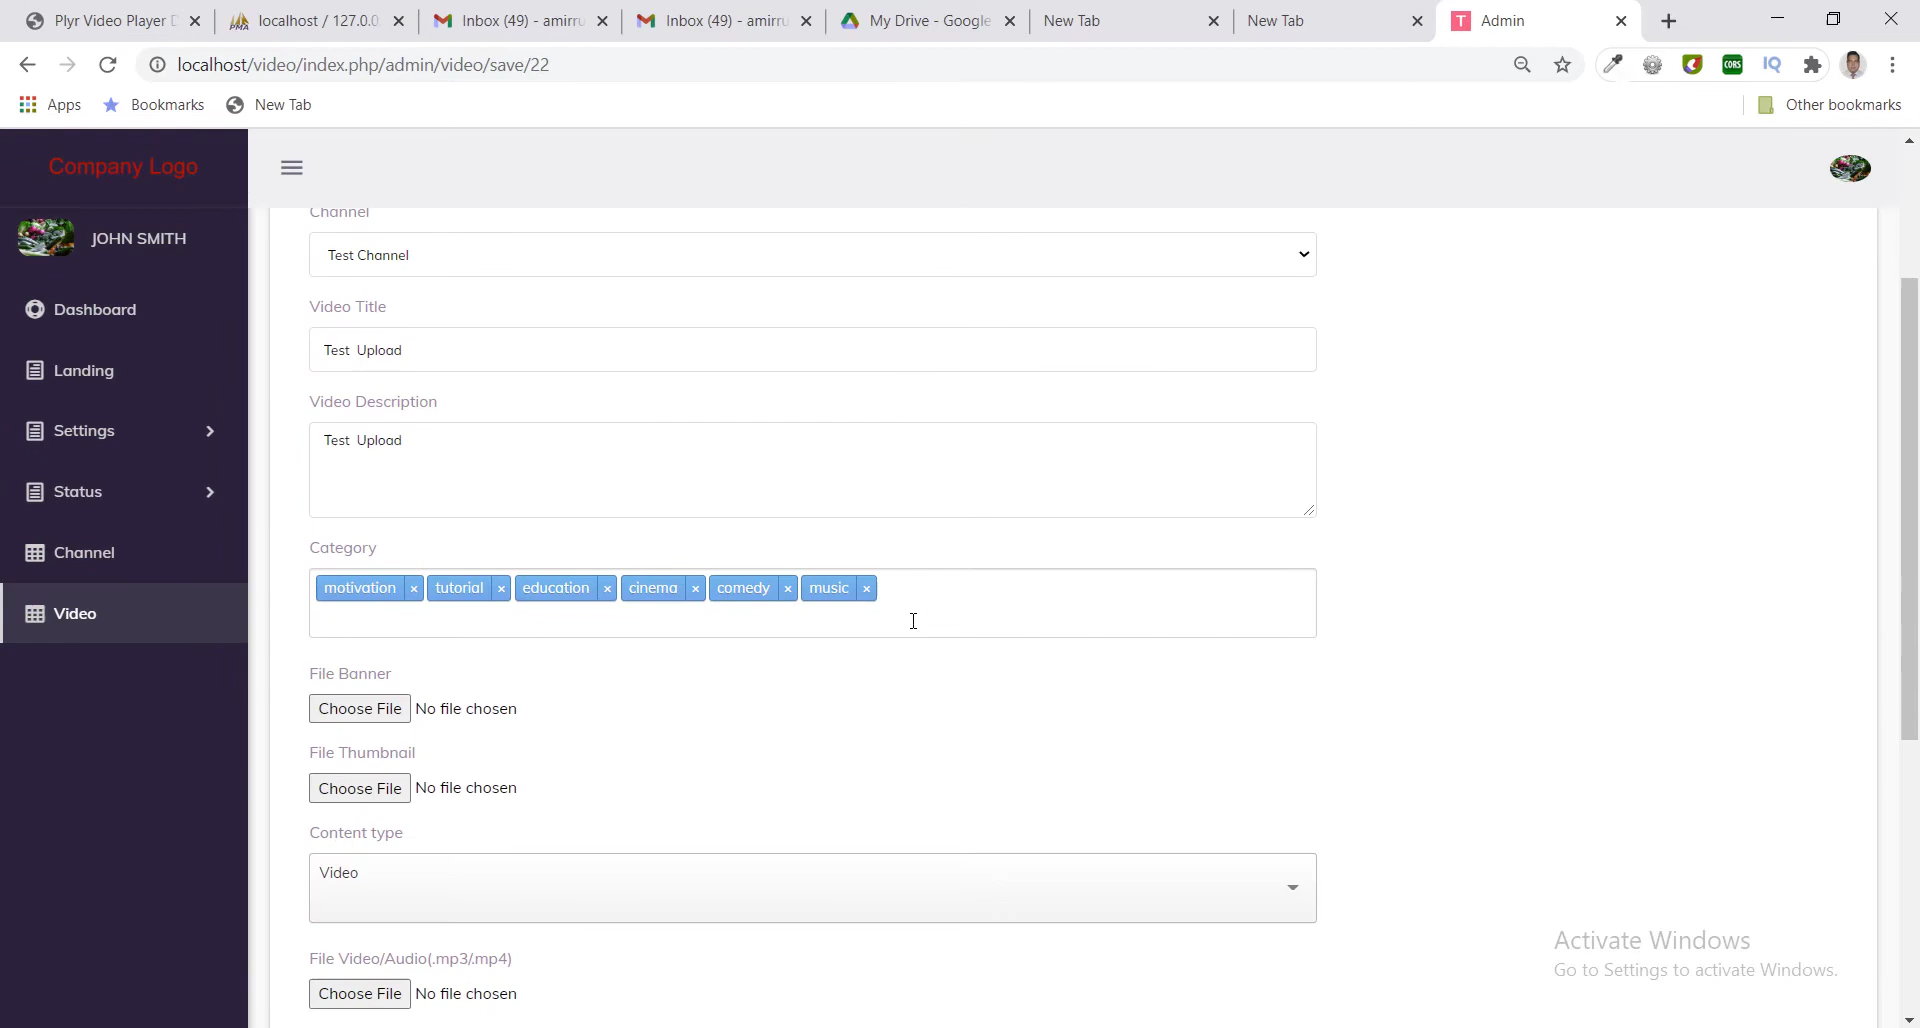 Plyr Video Player D
localhost / 127.0.0.
Inbox (49) - amirru
Inbox (49) - amirru
My Drive - Google
New Tab
New Tab
Admin
localhost/video/index.php/admin/video/save/22
Apps
Bookmarks
New Tab
Other bookmarks
Company Logo
JOHN SMITH
Dashboard
Landing
Settings
Status
Channel
Video
Channel
Test Channel
Video Title
Test Upload
Video Description
Test Upload
Category
motivation × tutorial × education × cinema × comedy × music ×
File Banner
Choose File No file chosen
File Thumbnail
Choose File No file chosen
Content type
Video
File Video/Audio(.mp3/.mp4)
Choose File No file chosen
Activate Windows
Go to Settings to activate Windows.